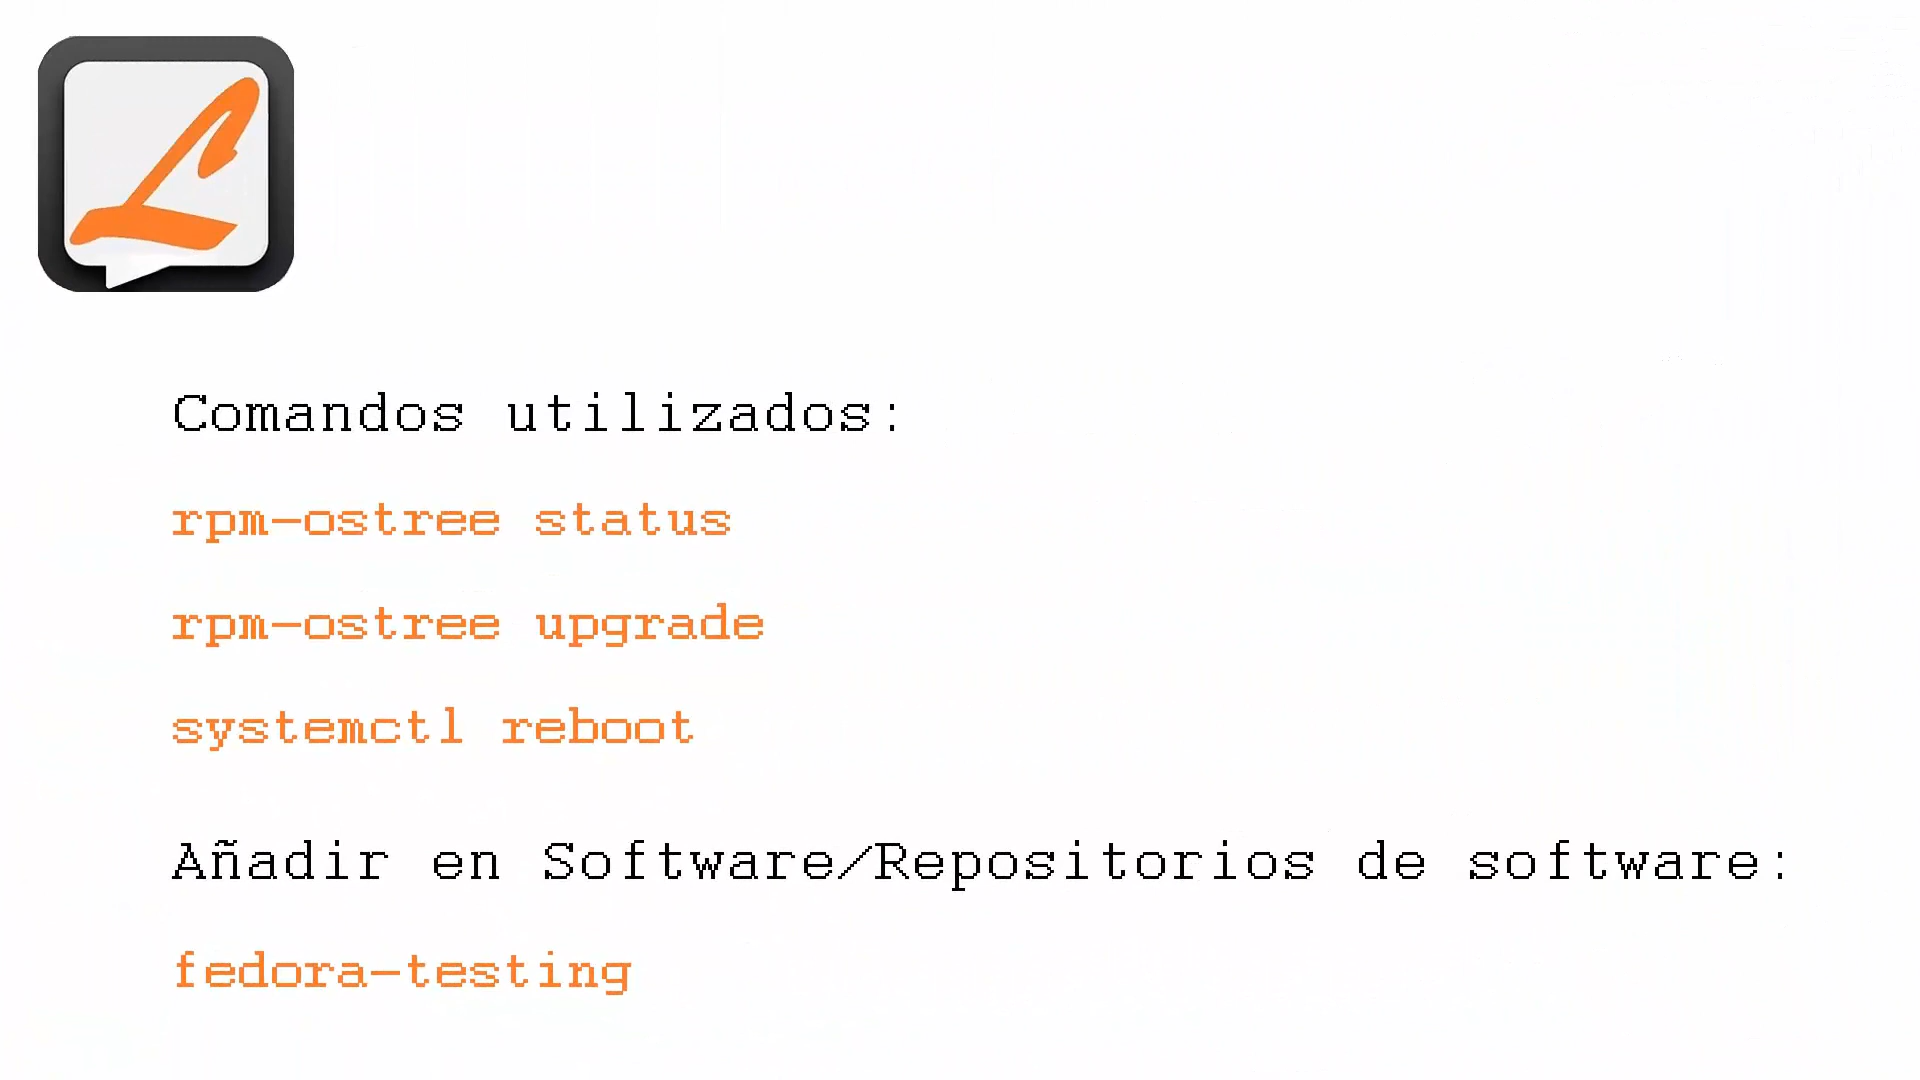 L
Comandos utilizados:
rpm-ostree status
rpm-ostree upgrade
systemctl reboot
Añadir en Software/Repositorios de software:
fedora-testing